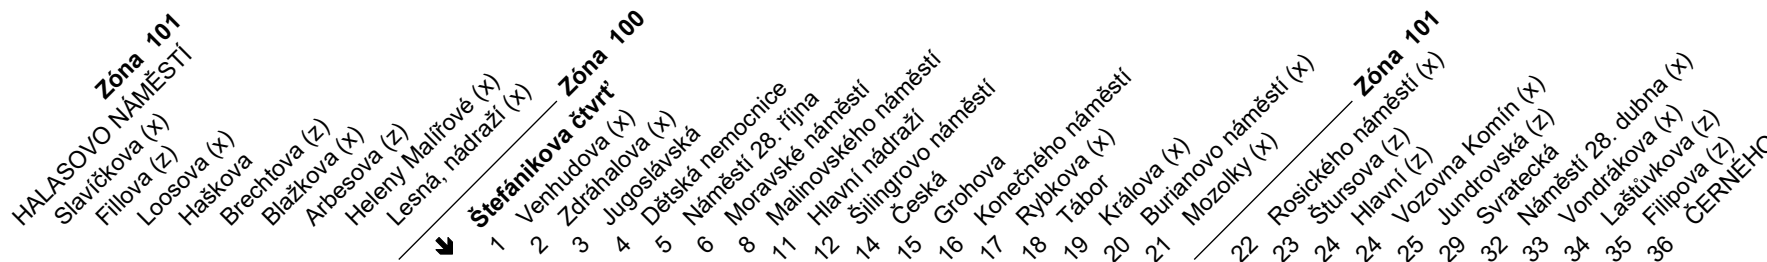 Zóna 101
HALASOVO NÁMĚSTÍ
Slavíčkova (x)
Fillova (z)
Loosova (x)
Haškova
Brechtova (z)
Blažkova (x)
Arbesova (z)
Heleny Malířové (x)
Lesná, nádraží (x)
Zóna 100
Štefánikova čtvrť
1 Venhudova (x)
2 Zdráhalova (x)
3 Jugoslávská
4 Dětská nemocnice
5 Náměstí 28. října
6 Moravské náměstí
8 Malinovského náměstí
11 Hlavní nádraží
12 Šilingrovo náměstí
14 Česká
15 Grohova
16 Konečného náměstí
17 Rybkova (x)
18 Tábor
19 Králova (x)
20 Burianovo náměstí (x)
21 Mozolky (x)
Zóna 101
22 Rosického náměstí (x)
23 Štursova (z)
24 Hlavní (z)
24 Vozovna Komín (x)
25 Jundrovská (z)
29 Svratecká
32 Náměstí 28. dubna (x)
33 Vondrákova (x)
34 Laštůvkova (z)
35 Filipova (z)
36 ČERNÉHO